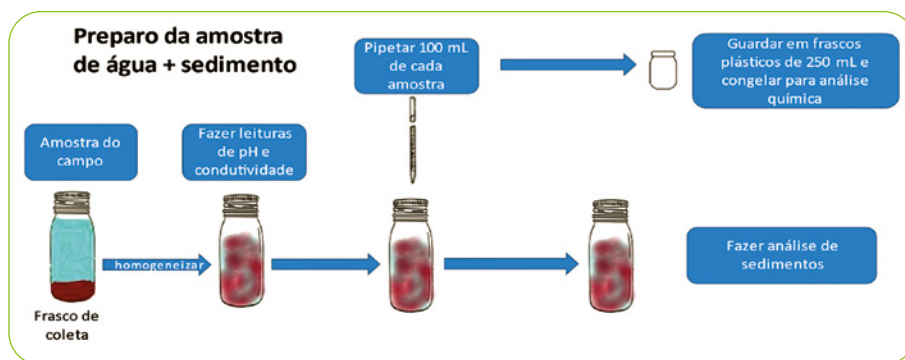 Preparo da amostra
de água + sedimento
Pipetar 100 mL
de cada
amostra
Guardar em frascos
plásticos de 250 mL e
congelar para análise
química
Amostra do
campo
Fazer leituras
de pH e
condutividade
homogeneizar
Fazer análise de
sedimentos
Frasco de
coleta